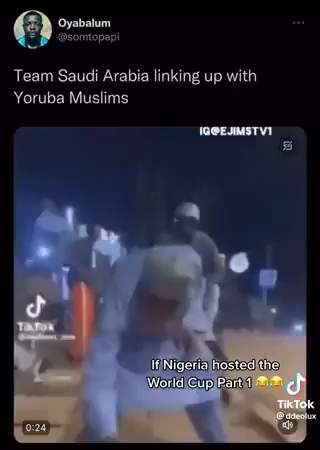 Oyabalum
@somtopapi
Team Saudi Arabia linking up with
Yoruba Muslims
IG@EJIMSTV1
TikTok
If Nigeria hosted the
World Cup Part 1 😂😂
TikTok
@ddeolux
0:24